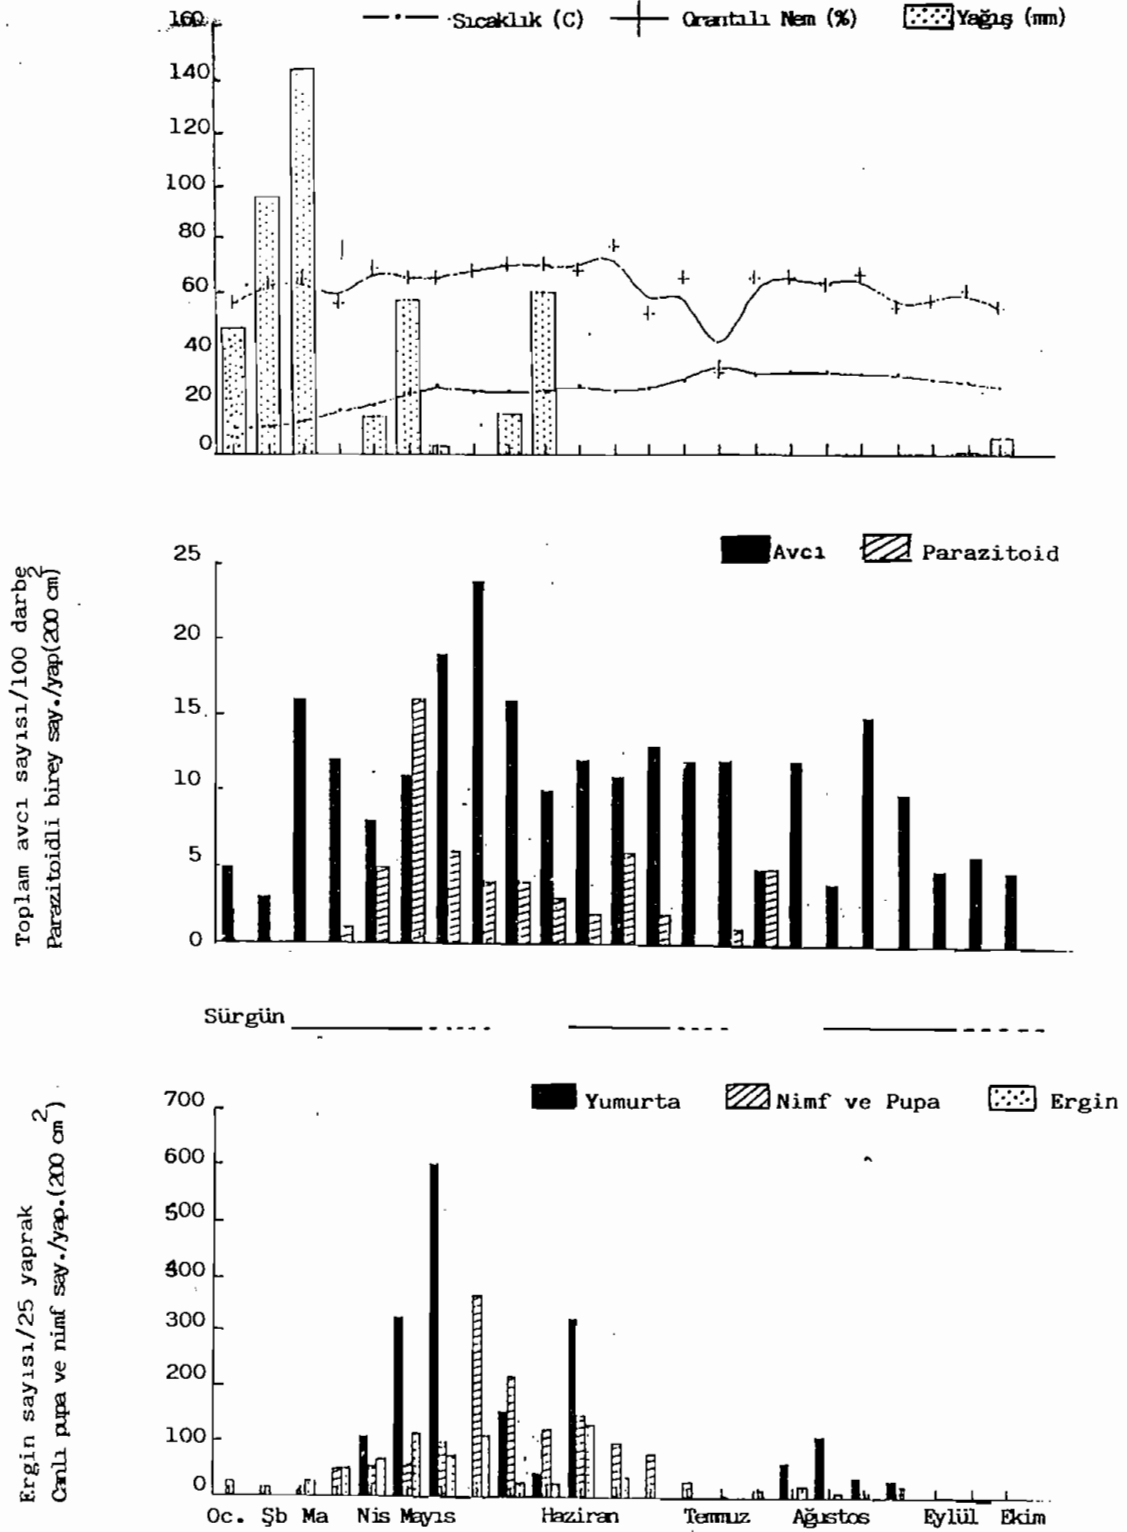 Sıcaklık (C) Orantılı Nem (%) Yağış (mm)
160
140
120
100
80
60
40
20
0
Avcı Parazitoid
Toplam avcı sayısı/100 darbe
Parazitoidli birey say./yap(200 cm²)
25
20
15
10
5
0
Sürgün
Yumurta Nimf ve Pupa Ergin
Ergin sayısı/25 yaprak
Canlı pupa ve nimf say./yap.(200 cm²)
700
600
500
400
300
200
100
0
Oc. Şb Ma Nis Mayıs Haziran Temmuz Ağustos Eylül Ekim